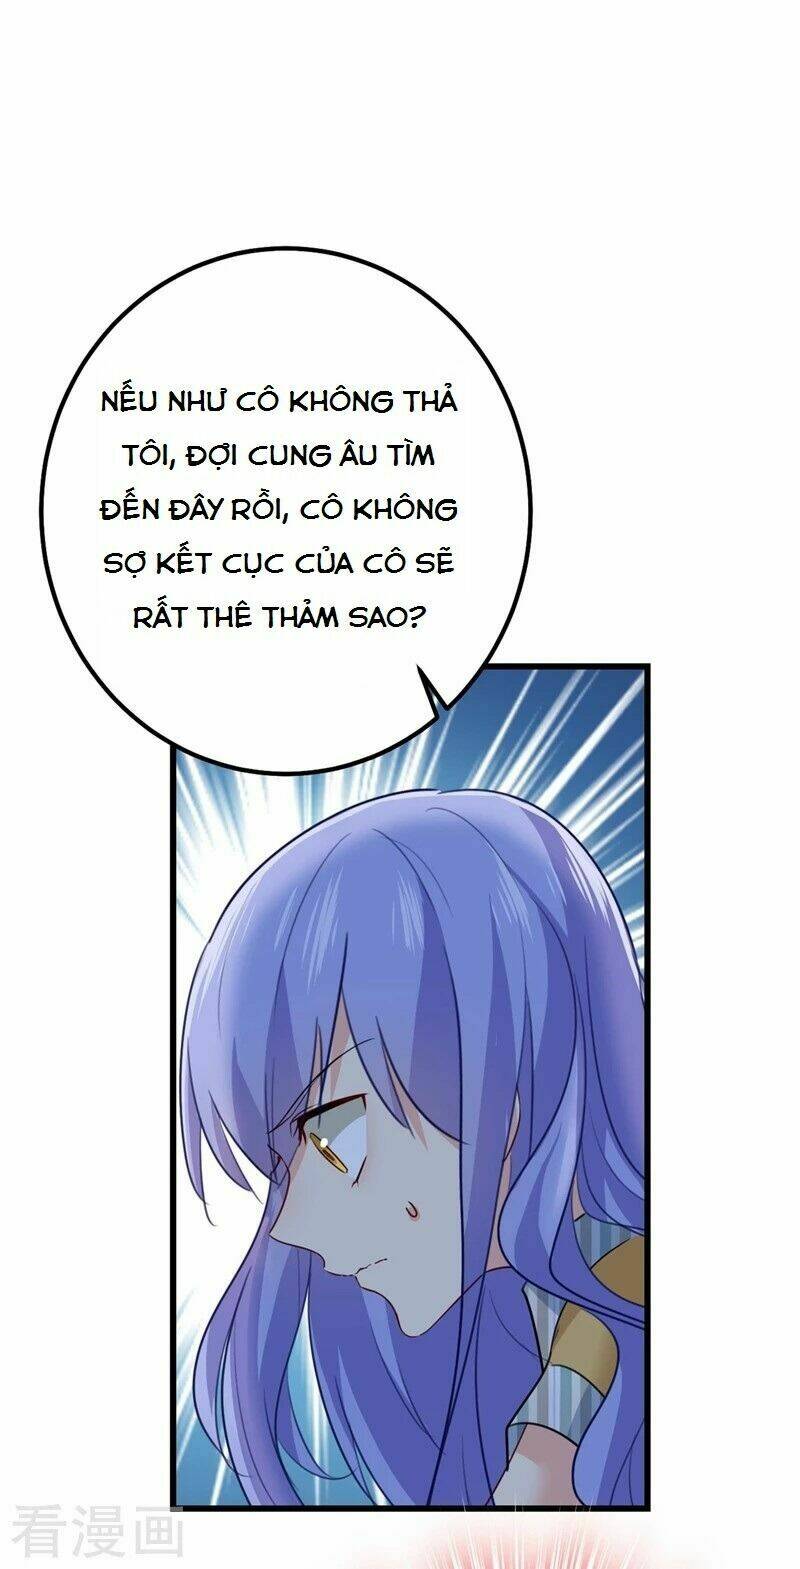 NẾU NHƯ CÔ KHÔNG THẢ
TÔI, ĐỢI CUNG ÂU TÌM
ĐẾN ĐÂY RỒI, CÔ KHÔNG
SỢ KẾT CỤC CỦA CÔ SẼ
RẤT THÊ THẢM SAO?
看漫画